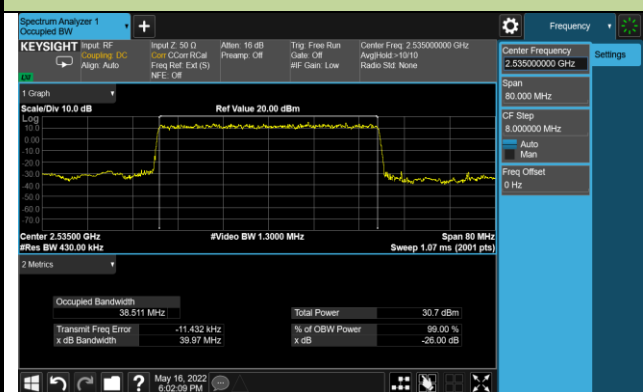 Spectrum Analyzer 1
Occupied BW
+
Frequency
KEYSIGHT
Input: RF
Coupling: DC
Align: Auto
Input Z: 50 Ω
Corr CCorr RCal
Freq Ref: Ext (S)
NFE: Off
Atten: 16 dB
Preamp: Off
Trig: Free Run
Gate: Off
#IF Gain: Low
Center Freq: 2.535000000 GHz
Avg|Hold:>10/10
Radio Std: None
Center Frequency
2.535000000 GHz
Settings
Span
80.000 MHz
CF Step
8.000000 MHz
Auto
Man
Freq Offset
0 Hz
1 Graph
Scale/Div 10.0 dB
Ref Value 20.00 dBm
Log
10.0
0.00
-10.0
-20.0
-30.0
-40.0
-50.0
-60.0
-70.0
Center 2.53500 GHz
#Video BW 1.3000 MHz
Span 80 MHz
#Res BW 430.00 kHz
Sweep 1.07 ms (2001 pts)
2 Metrics
Occupied Bandwidth
38.511 MHz
Total Power
30.7 dBm
Transmit Freq Error
-11.432 kHz
% of OBW Power
99.00 %
x dB Bandwidth
39.97 MHz
x dB
-26.00 dB
?
May 16, 2022
6:02:09 PM